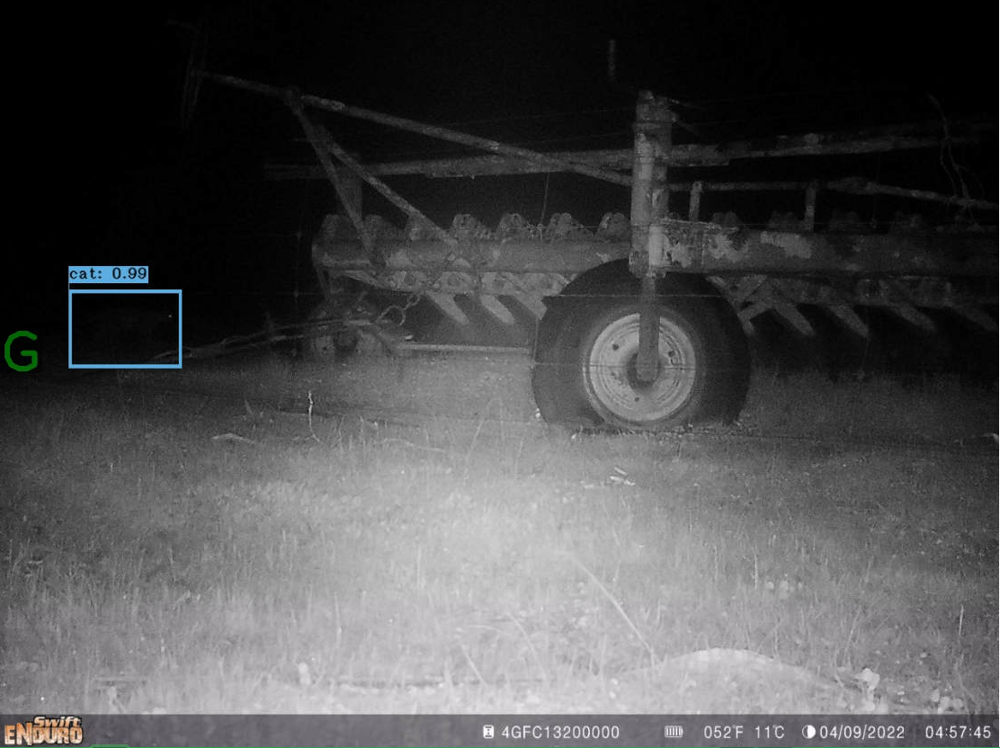 cat: 0.99
G
Swift
ENDURO
4GFC13200000 052°F 11°C 04/09/2022 04:57:45